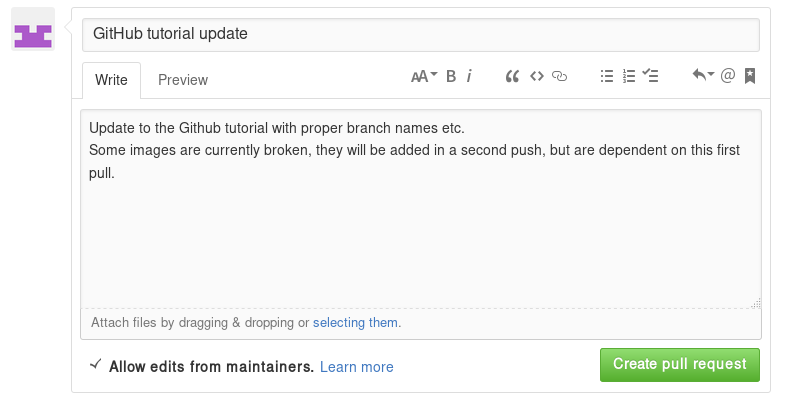 GitHub tutorial update
Write Preview AA B i
Update to the Github tutorial with proper branch names etc.
Some images are currently broken, they will be added in a second push, but are dependent on this first
pull.
Attach files by dragging & dropping or selecting them.
Allow edits from maintainers. Learn more
Create pull request